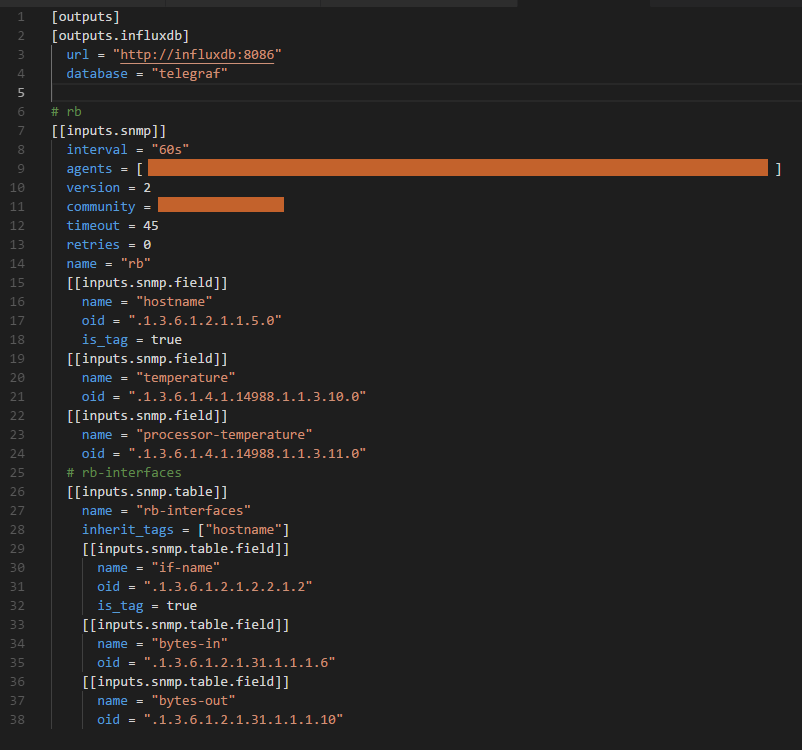 1 [outputs]
2 [outputs.influxdb]
3   url = "http://influxdb:8086"
4   database = "telegraf"
5
6 # rb
7 [[inputs.snmp]]
8   interval = "60s"
9   agents = [ ]
10   version = 2
11   community =
12   timeout = 45
13   retries = 0
14   name = "rb"
15   [[inputs.snmp.field]]
16     name = "hostname"
17     oid = ".1.3.6.1.2.1.1.5.0"
18     is_tag = true
19   [[inputs.snmp.field]]
20     name = "temperature"
21     oid = ".1.3.6.1.4.1.14988.1.1.3.10.0"
22   [[inputs.snmp.field]]
23     name = "processor-temperature"
24     oid = ".1.3.6.1.4.1.14988.1.1.3.11.0"
25   # rb-interfaces
26   [[inputs.snmp.table]]
27     name = "rb-interfaces"
28     inherit_tags = ["hostname"]
29     [[inputs.snmp.table.field]]
30       name = "if-name"
31       oid = ".1.3.6.1.2.1.2.2.1.2"
32       is_tag = true
33     [[inputs.snmp.table.field]]
34       name = "bytes-in"
35       oid = ".1.3.6.1.2.1.31.1.1.1.6"
36     [[inputs.snmp.table.field]]
37       name = "bytes-out"
38       oid = ".1.3.6.1.2.1.31.1.1.1.10"